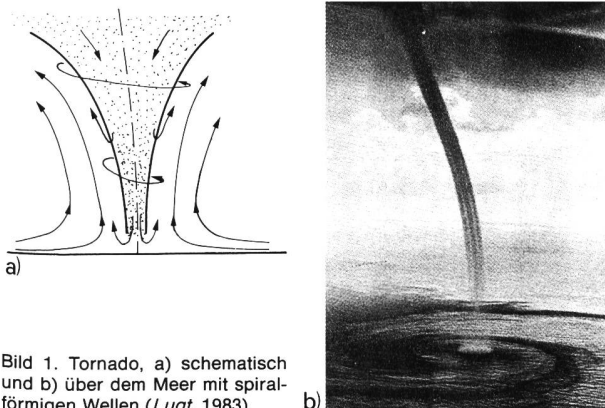 a)
b)
Bild 1. Tornado, a) schematisch
und b) über dem Meer mit spiral-
förmigen Wellen (Lugt, 1983)